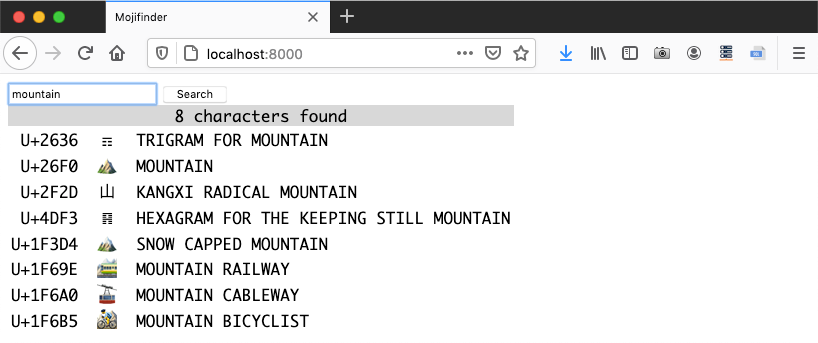 Mojifinder
localhost:8000
mountain Search
8 characters found
U+2636 ☶ TRIGRAM FOR MOUNTAIN
U+26F0 ⛰ MOUNTAIN
U+2F2D ⼭ KANGXI RADICAL MOUNTAIN
U+4DF3 ䷳ HEXAGRAM FOR THE KEEPING STILL MOUNTAIN
U+1F3D4 🏔 SNOW CAPPED MOUNTAIN
U+1F69E 🚞 MOUNTAIN RAILWAY
U+1F6A0 🚠 MOUNTAIN CABLEWAY
U+1F6B5 🚵 MOUNTAIN BICYCLIST